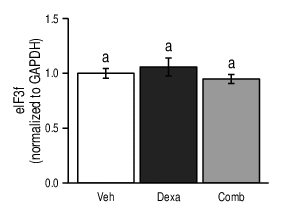 1.5
a a a
1.0
0.5
0.0
eIF3f
(normalized to GAPDH)
Veh Dexa Comb